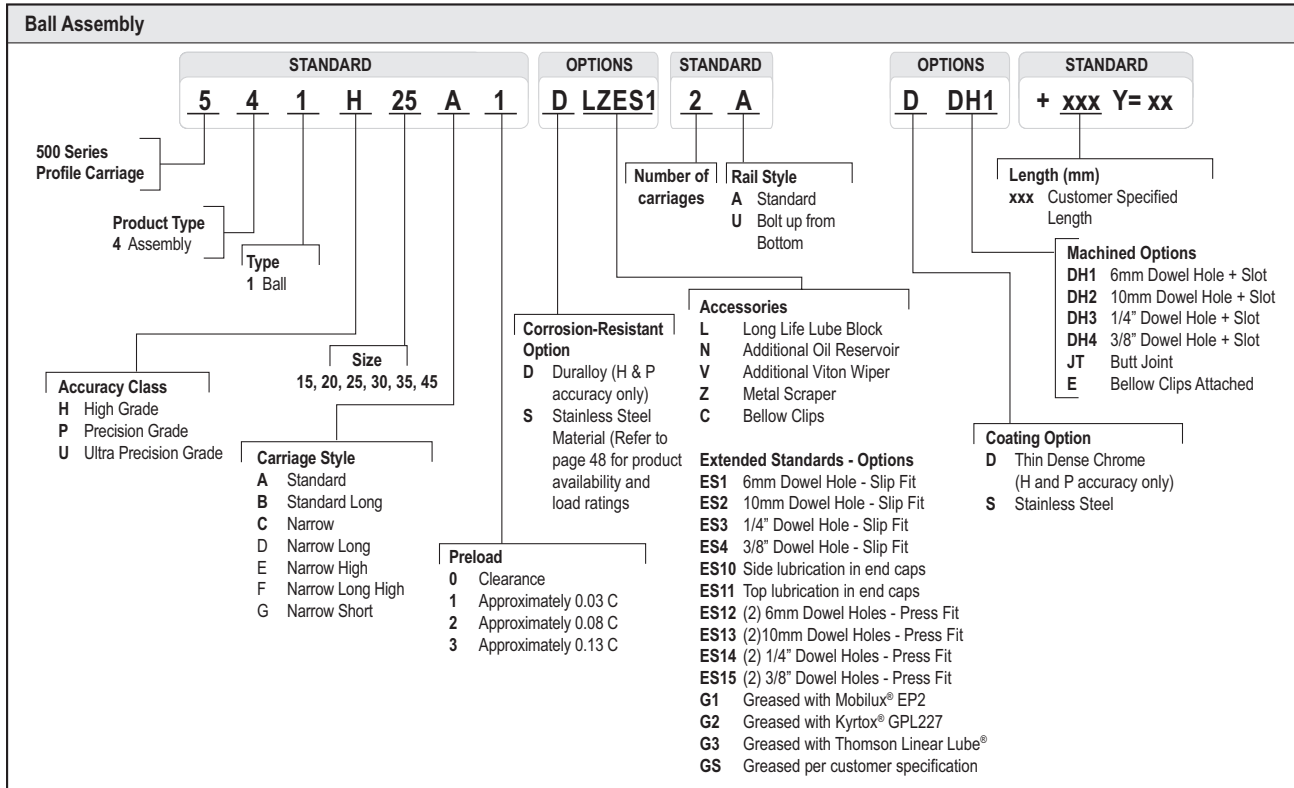 Ball Assembly
STANDARD OPTIONS STANDARD OPTIONS STANDARD
5 4 1 H 25 A 1 D LZES1 2 A D DH1 + xxx Y= xx
500 Series
Profile Carriage
Product Type
4 Assembly
Type
1 Ball
Accuracy Class
H High Grade
P Precision Grade
U Ultra Precision Grade
Size
15, 20, 25, 30, 35, 45
Carriage Style
A Standard
B Standard Long
C Narrow
D Narrow Long
E Narrow High
F Narrow Long High
G Narrow Short
Preload
0 Clearance
1 Approximately 0.03 C
2 Approximately 0.08 C
3 Approximately 0.13 C
Corrosion-Resistant
Option
D Duralloy (H & P
accuracy only)
S Stainless Steel
Material (Refer to
page 48 for product
availability and
load ratings
Number of
carriages
Rail Style
A Standard
U Bolt up from
Bottom
Accessories
L Long Life Lube Block
N Additional Oil Reservoir
V Additional Viton Wiper
Z Metal Scraper
C Bellow Clips
Extended Standards - Options
ES1 6mm Dowel Hole - Slip Fit
ES2 10mm Dowel Hole - Slip Fit
ES3 1/4” Dowel Hole - Slip Fit
ES4 3/8” Dowel Hole - Slip Fit
ES10 Side lubrication in end caps
ES11 Top lubrication in end caps
ES12 (2) 6mm Dowel Holes - Press Fit
ES13 (2)10mm Dowel Holes - Press Fit
ES14 (2) 1/4” Dowel Holes - Press Fit
ES15 (2) 3/8” Dowel Holes - Press Fit
G1 Greased with Mobilux® EP2
G2 Greased with Kyrtox® GPL227
G3 Greased with Thomson Linear Lube®
GS Greased per customer specification
Length (mm)
xxx Customer Specified
Length
Machined Options
DH1 6mm Dowel Hole + Slot
DH2 10mm Dowel Hole + Slot
DH3 1/4” Dowel Hole + Slot
DH4 3/8” Dowel Hole + Slot
JT Butt Joint
E Bellow Clips Attached
Coating Option
D Thin Dense Chrome
(H and P accuracy only)
S Stainless Steel